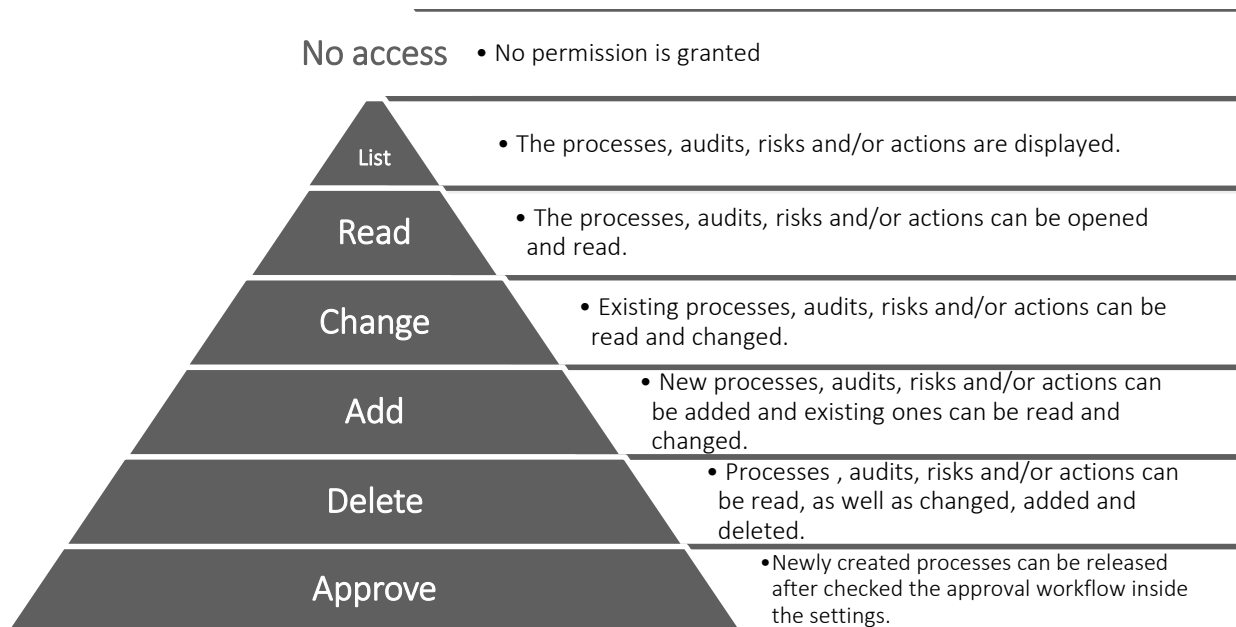 No access
• No permission is granted
List
• The processes, audits, risks and/or actions are displayed.
Read
• The processes, audits, risks and/or actions can be opened
and read.
Change
• Existing processes, audits, risks and/or actions can be
read and changed.
Add
• New processes, audits, risks and/or actions can
be added and existing ones can be read and
changed.
Delete
• Processes , audits, risks and/or actions can
be read, as well as changed, added and
deleted.
Approve
•Newly created processes can be released
after checked the approval workflow inside
the settings.